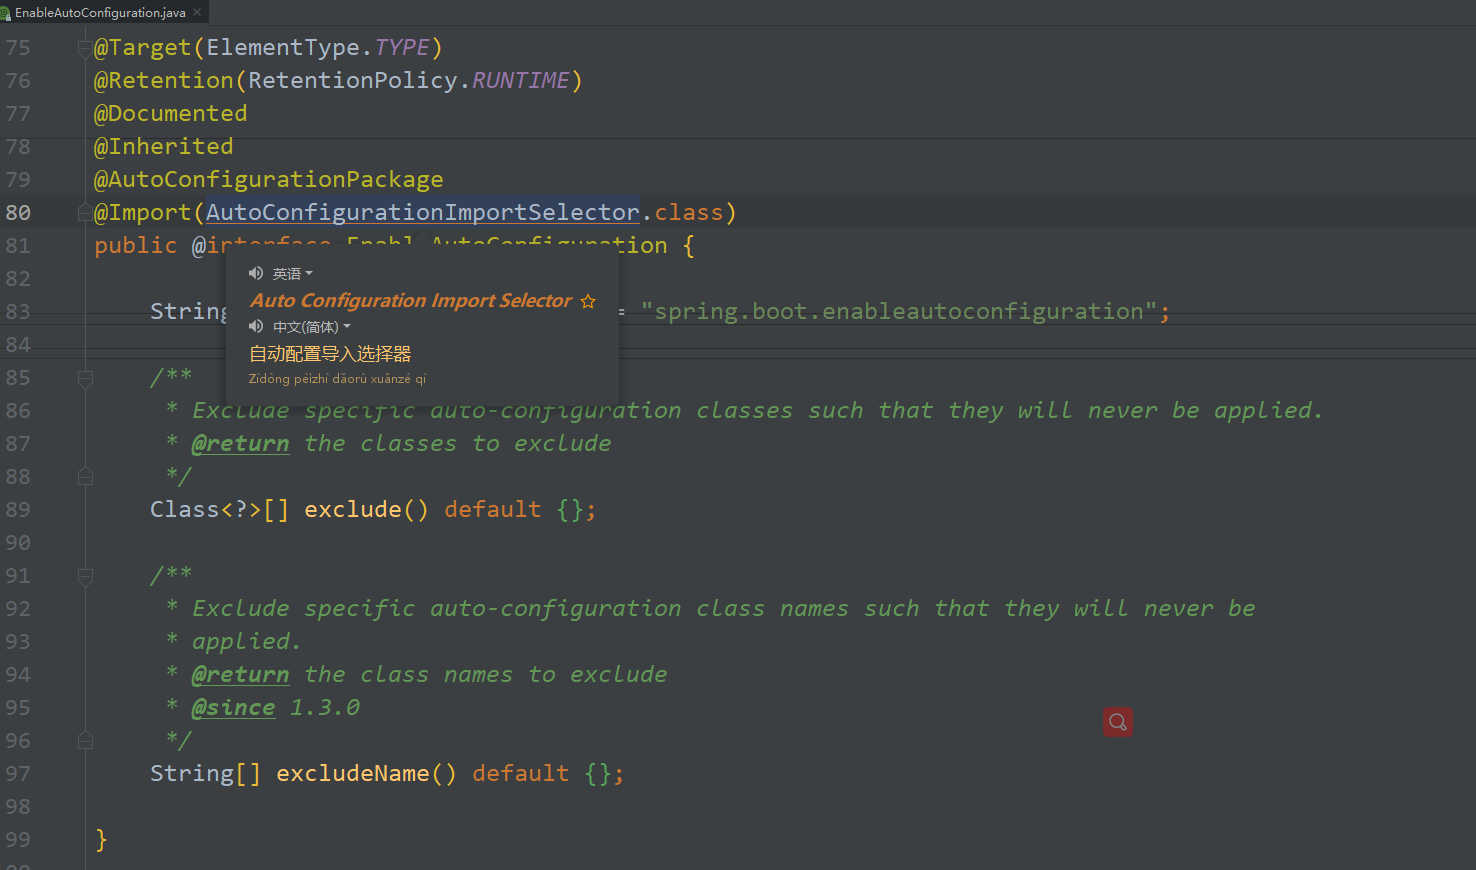 EnableAutoConfiguration.java ×
75 @Target(ElementType.TYPE)
76 @Retention(RetentionPolicy.RUNTIME)
77 @Documented
78 @Inherited
79 @AutoConfigurationPackage
80 @Import(AutoConfigurationImportSelector.class)
81 public @interface Enabl AutoConfiguration {
英语
82
Auto Configuration Import Selector
83 String = "spring.boot.enableautoconfiguration";
中文(简体)
84
自动配置导入选择器
85 /**
Zìdòng pèizhì dǎorù xuǎnzé qì
86 * Exclude specific auto-configuration classes such that they will never be applied.
87 * @return the classes to exclude
88 */
89 Class<?>[] exclude() default {};
90
91 /**
92 * Exclude specific auto-configuration class names such that they will never be
93 * applied.
94 * @return the class names to exclude
95 * @since 1.3.0
96 */
97 String[] excludeName() default {};
98
99 }